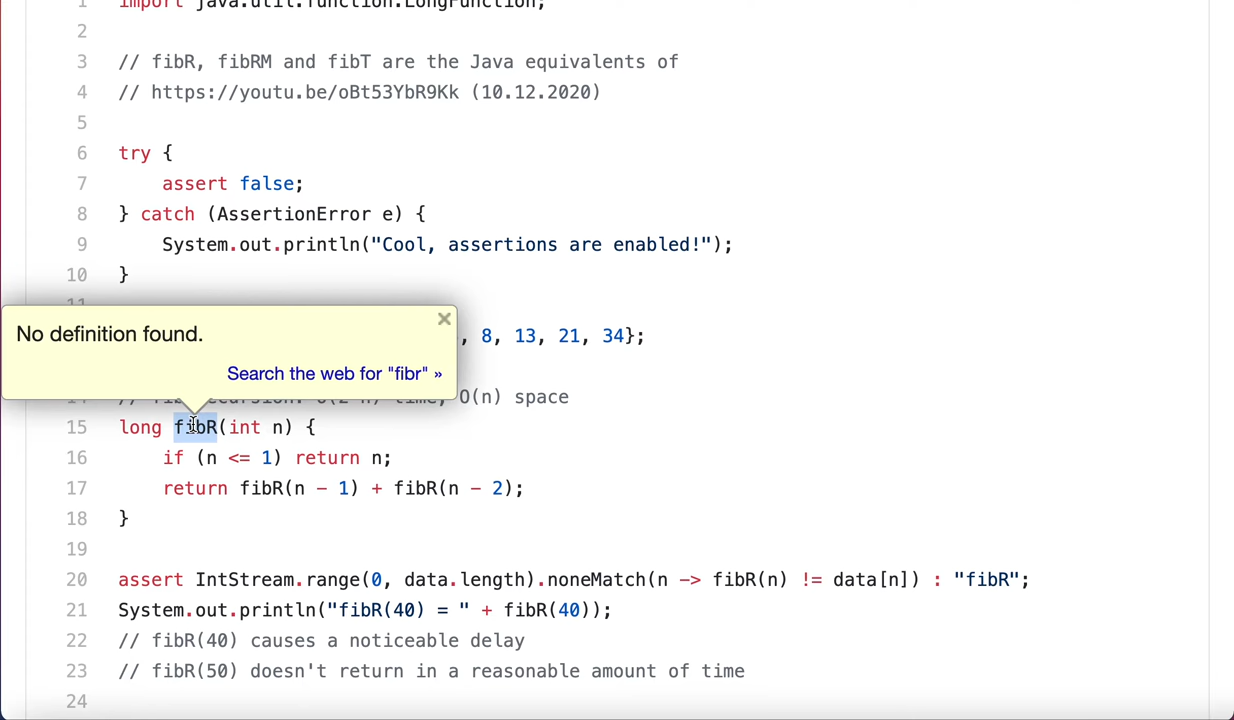 1 import java.util.function.LongFunction;
2
3 // fibR, fibRM and fibT are the Java equivalents of
4 // https://youtu.be/oBt53YbR9Kk (10.12.2020)
5
6 try {
7 assert false;
8 } catch (AssertionError e) {
9 System.out.println("Cool, assertions are enabled!");
10 }
11
No definition found.
, 8, 13, 21, 34};
Search the web for "fibr" »
O(n) space
15 long fibR(int n) {
16 if (n <= 1) return n;
17 return fibR(n - 1) + fibR(n - 2);
18 }
19
20 assert IntStream.range(0, data.length).noneMatch(n -> fibR(n) != data[n]) : "fibR";
21 System.out.println("fibR(40) = " + fibR(40));
22 // fibR(40) causes a noticeable delay
23 // fibR(50) doesn't return in a reasonable amount of time
24